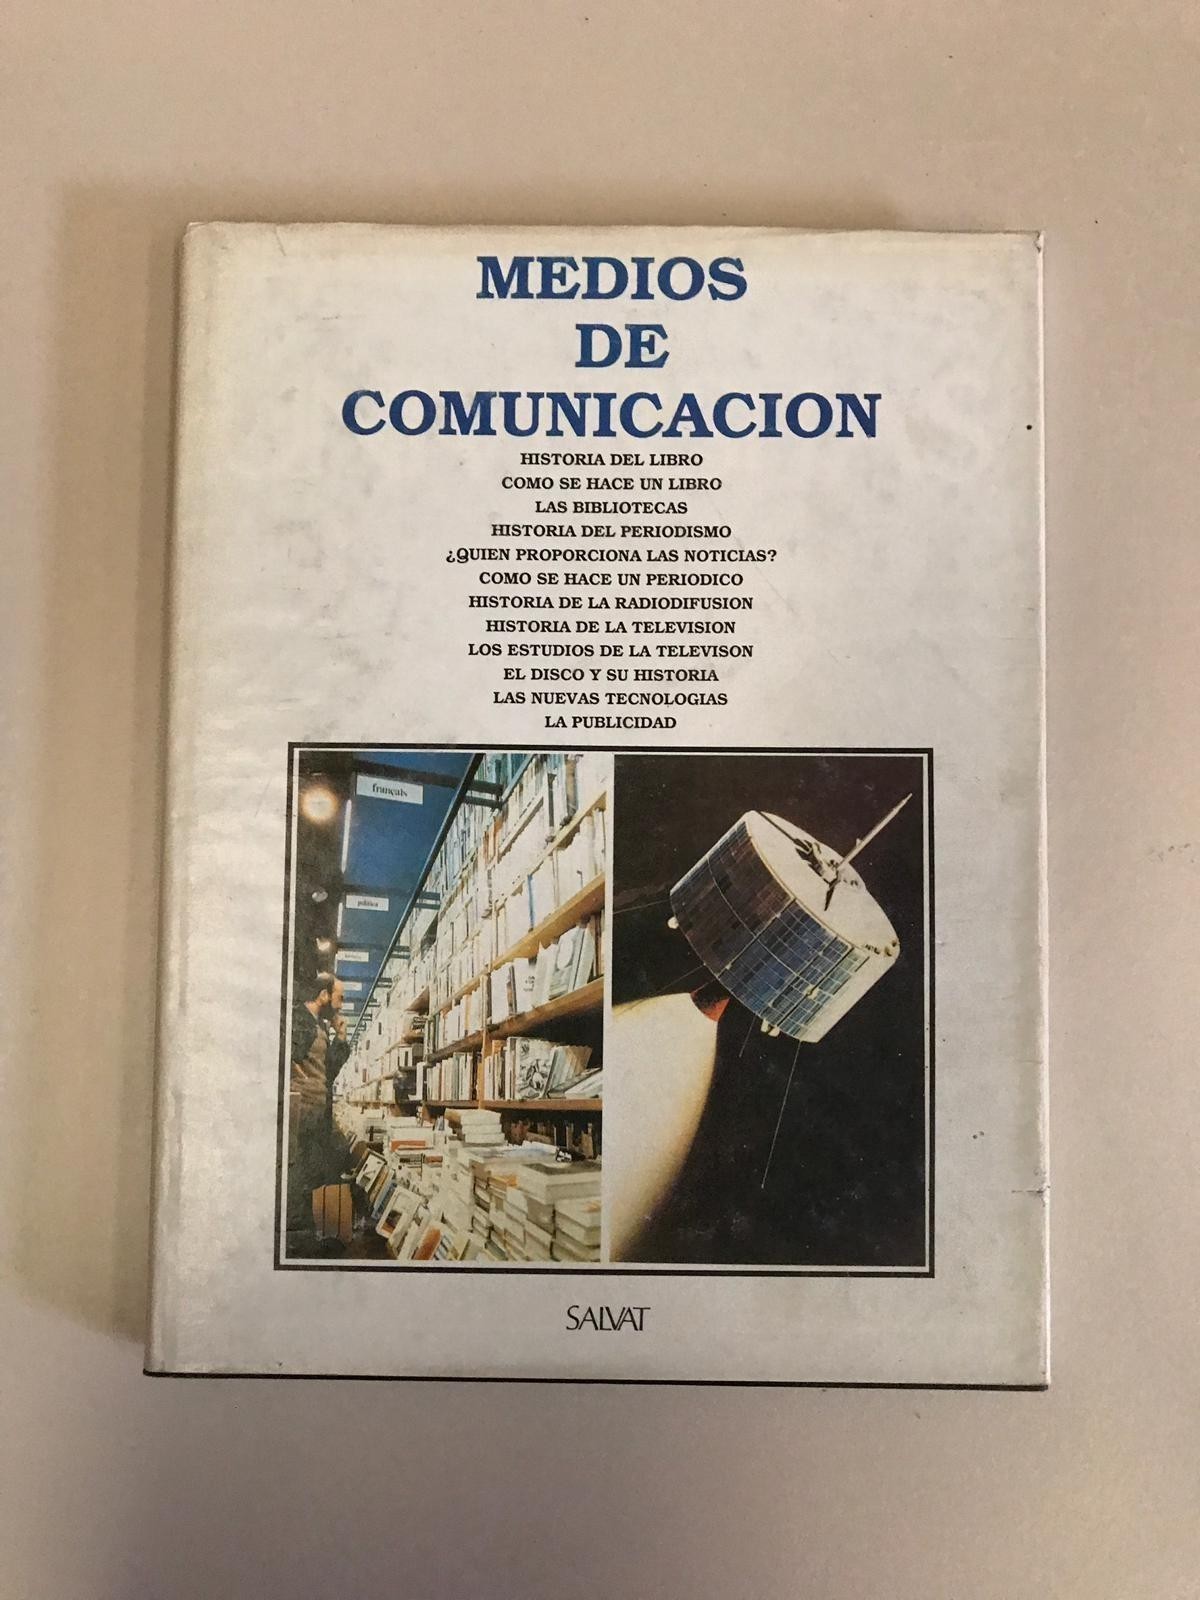 MEDIOS
DE
COMUNICACION
HISTORIA DEL LIBRO
COMO SE HACE UN LIBRO
LAS BIBLIOTECAS
HISTORIA DEL PERIODISMO
¿QUIEN PROPORCIONA LAS NOTICIAS?
COMO SE HACE UN PERIODICO
HISTORIA DE LA RADIODIFUSION
HISTORIA DE LA TELEVISION
LOS ESTUDIOS DE LA TELEVISON
EL DISCO Y SU HISTORIA
LAS NUEVAS TECNOLOGIAS
LA PUBLICIDAD
français
política
SALVAT